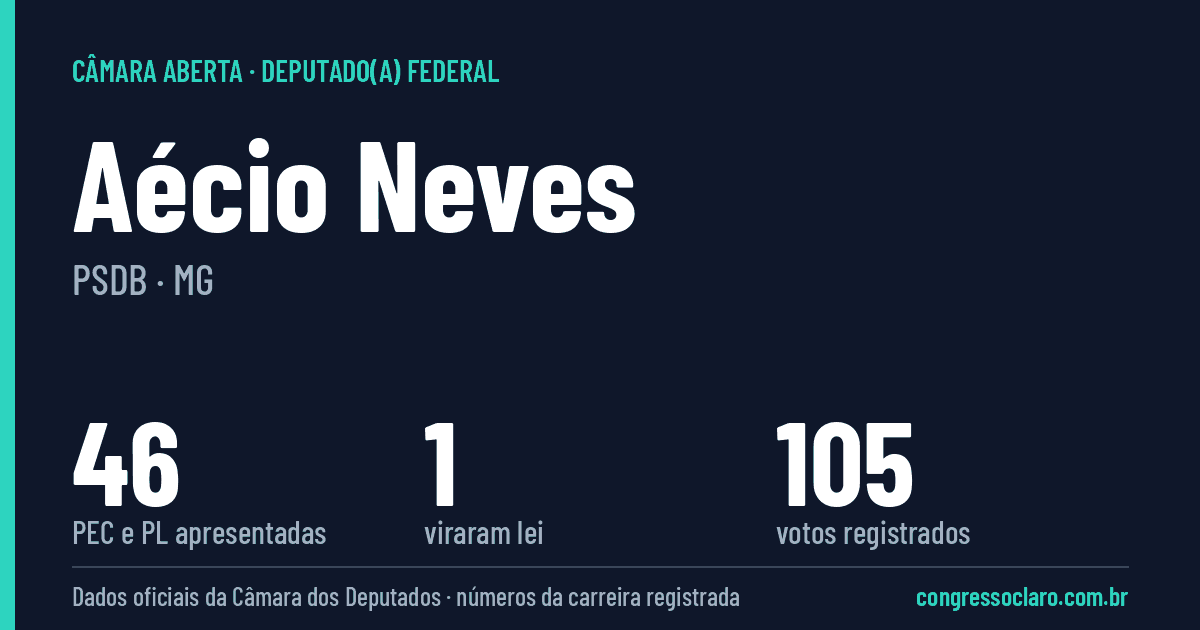 CÂMARA ABERTA · DEPUTADO(A) FEDERAL
Aécio Neves
PSDB · MG
46 1 105
PEC e PL apresentadas viraram lei votos registrados
Dados oficiais da Câmara dos Deputados · números da carreira registrada congressoclaro.com.br